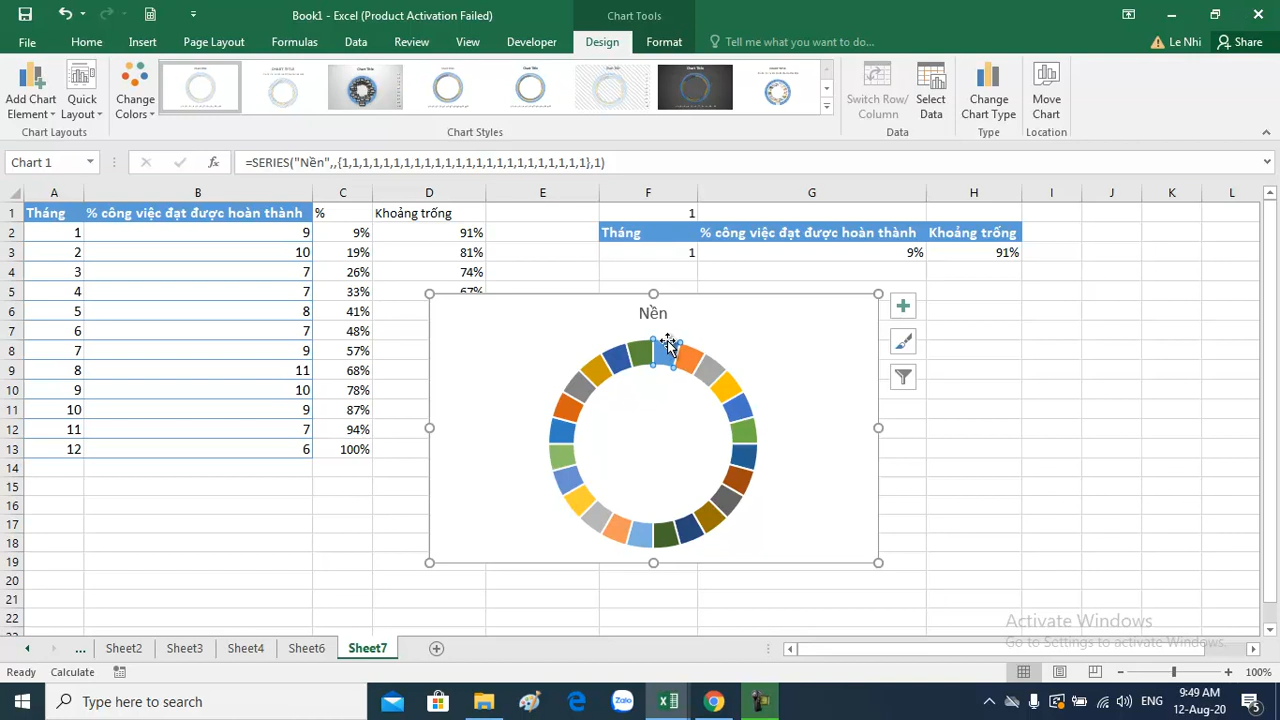 Book1 - Excel (Product Activation Failed)
Chart Tools
File Home Insert Page Layout Formulas Data Review View Developer Design Format Tell me what you want to do... Le Nhi Share
Add Chart Element Quick Layout Change Colors Switch Row/ Column Select Data Change Chart Type Move Chart
Chart Layouts Chart Styles Data Type Location
Chart 1 fx =SERIES("Nền",,{1,1,1,1,1,1,1,1,1,1,1,1,1,1,1,1,1,1,1,1,1,1,1,1},1)
A B C D E F G H I J K L
1 Tháng % công việc đạt được hoàn thành % Khoảng trống 1
2 1 9 9% 91% Tháng % công việc đạt được hoàn thành Khoảng trống
3 2 10 19% 81% 1 9% 91%
4 3 7 26% 74%
5 4 7 33% 67%
6 5 8 41%
Nền
7 6 7 48%
8 7 9 57%
9 8 11 68%
10 9 10 78%
11 10 9 87%
12 11 7 94%
13 12 6 100%
14
15
16
17
18
19
20
21
22
Activate Windows
Go to Settings to activate Windows.
... Sheet2 Sheet3 Sheet4 Sheet6 Sheet7
Ready Calculate 100%
Type here to search Zalo ENG 9:49 AM
12-Aug-20 5